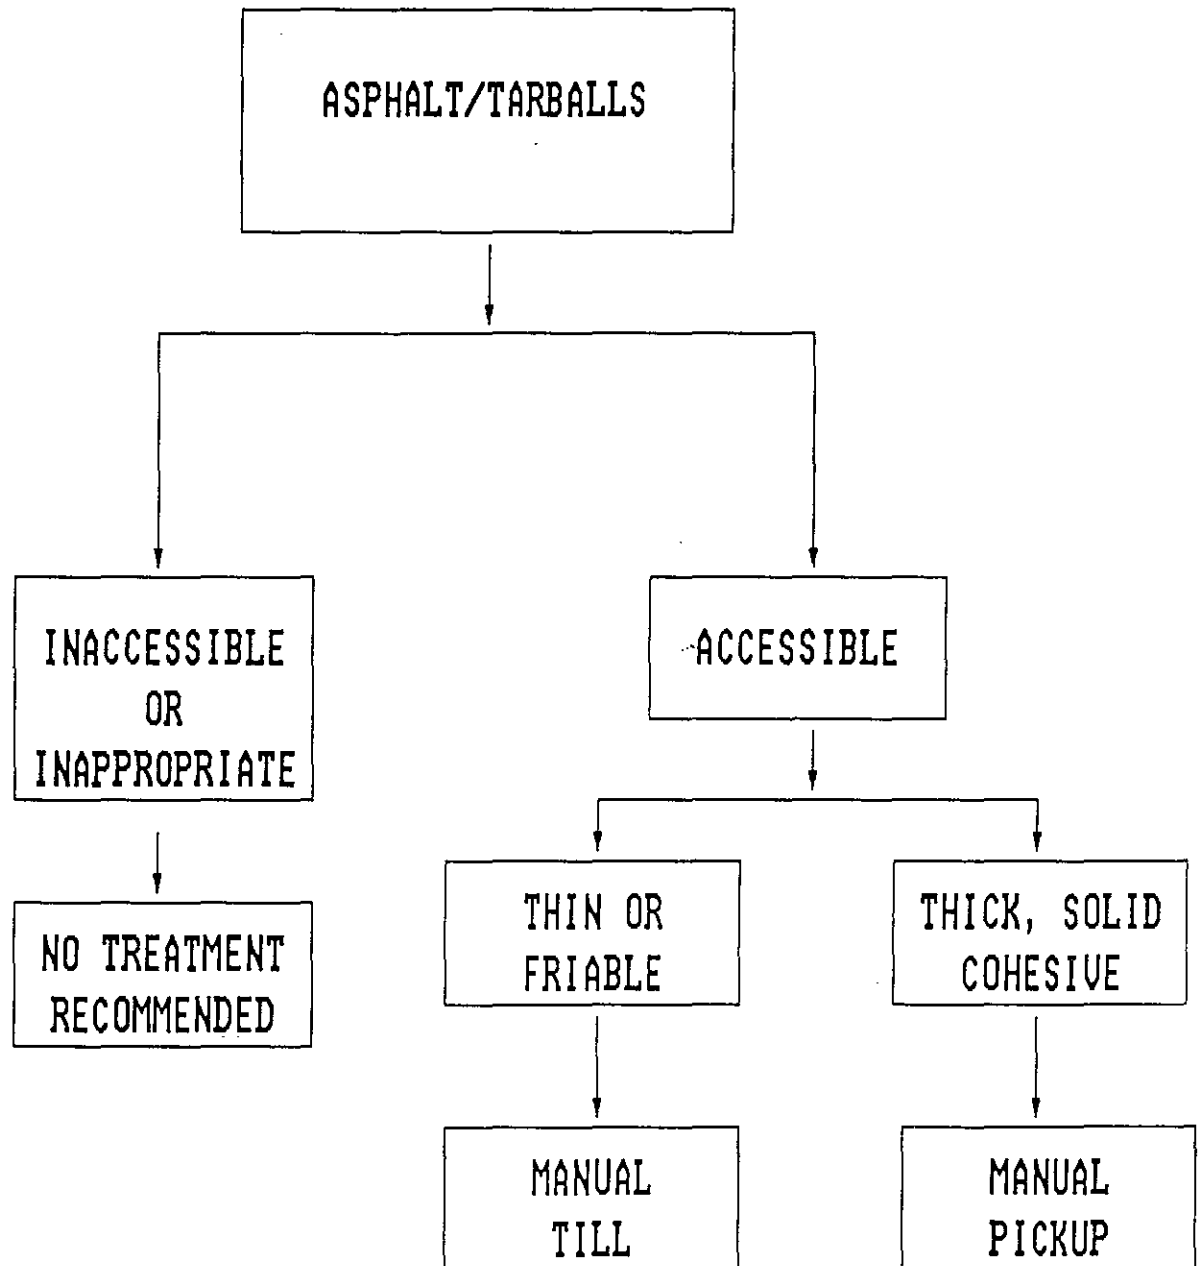 ASPHALT/TARBALLS
INACCESSIBLE
OR
INAPPROPRIATE
ACCESSIBLE
NO TREATMENT
RECOMMENDED
THIN OR
FRIABLE
THICK, SOLID
COHESIVE
MANUAL
TILL
MANUAL
PICKUP